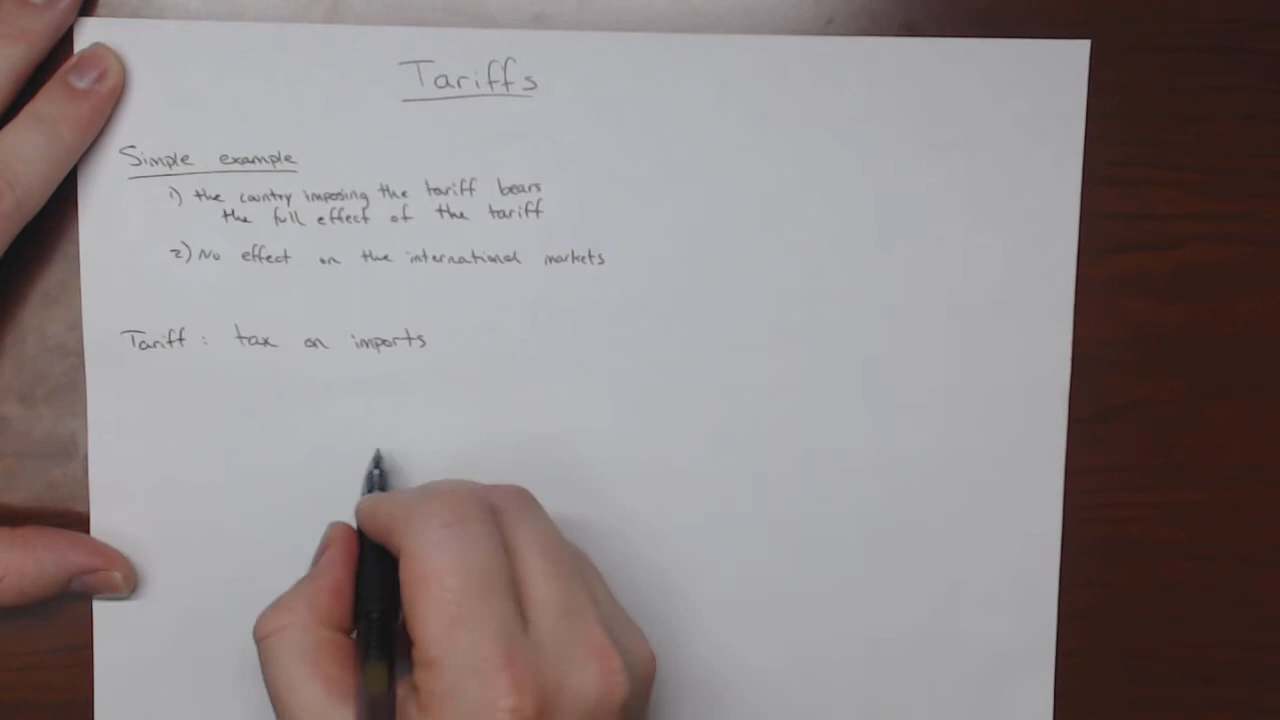 Tariffs
Simple example
1) the country imposing the tariff bears
the full effect of the tariff
2) No effect on the international markets
Tariff : tax on imports